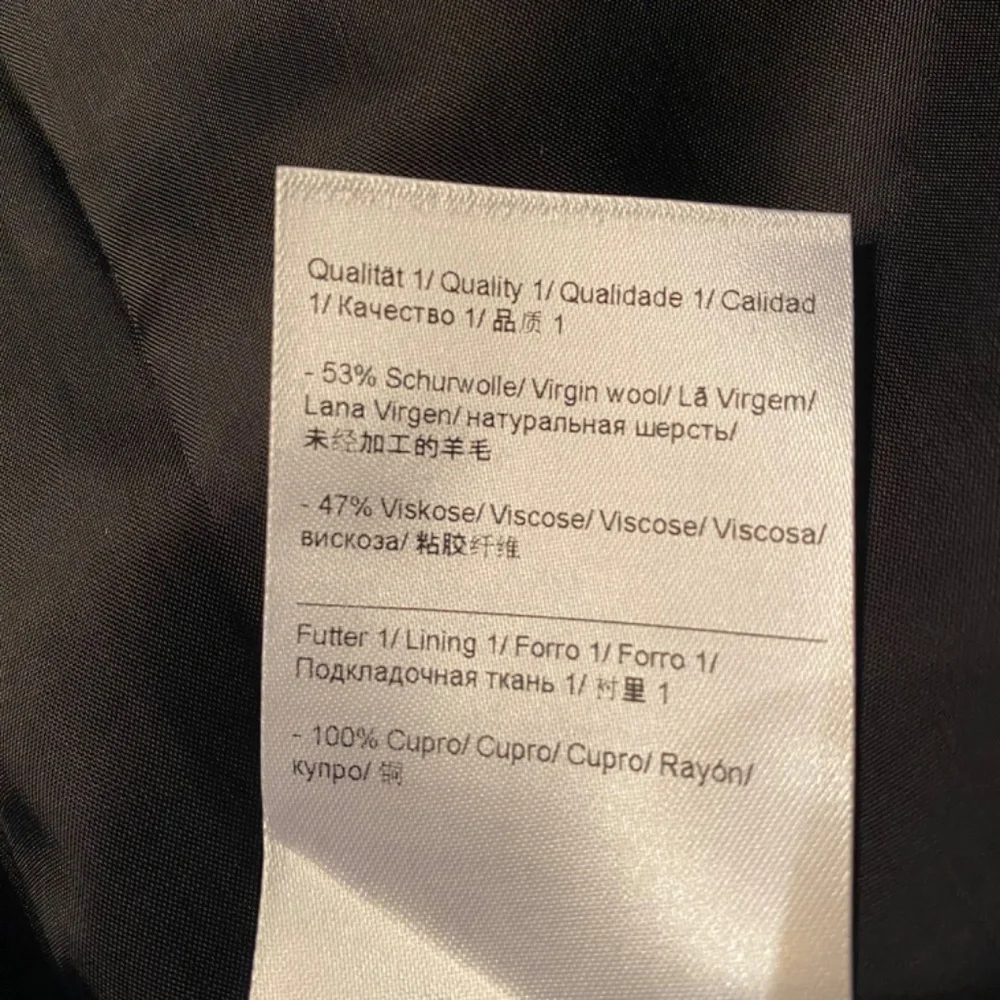 Qualität 1/ Quality 1/ Qualidade 1/ Calidad
1/ Качество 1/ 品质 1
- 53% Schurwolle/ Virgin wool/ Lã Virgem/
Lana Virgen/ натуральная шерсть/
未经加工的羊毛
- 47% Viskose/ Viscose/ Viscose/ Viscosa/
вискоза/ 粘胶纤维
Futter 1/ Lining 1/ Forro 1/ Forro 1/
Подкладочная ткань 1/ 衬里 1
- 100% Cupro/ Cupro/ Cupro/ Rayón/
купро/ 铜